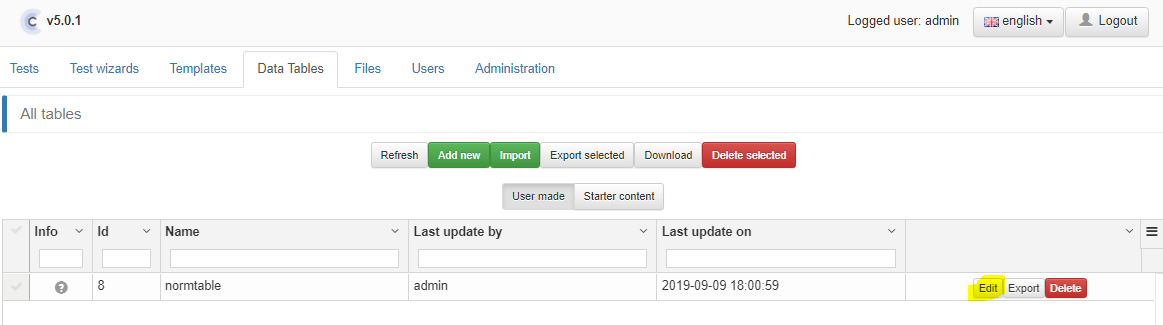 v5.0.1 Logged user: admin english Logout
Tests Test wizards Templates Data Tables Files Users Administration
All tables
Refresh Add new Import Export selected Download Delete selected
User made Starter content
Info Id Name Last update by Last update on
8 normtable admin 2019-09-09 18:00:59 Edit Export Delete